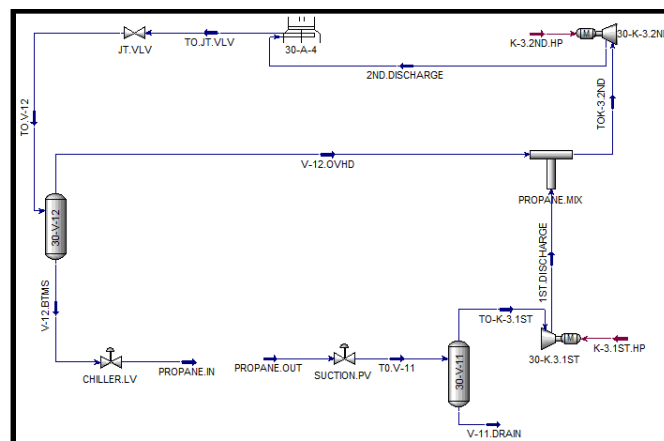 JT.VLV
TO.JT.VLV
30-A-4
K-3.2ND.HP
M
30-K-3.2N
2ND.DISCHARGE
TO.V-12
TOK-3.2ND
V-12.OVHD
PROPANE.MIX
30-V-12
1ST.DISCHARGE
V-12.BTMS
TO-K-3.1ST
M
PROPANE.OUT
T0.V-11
30-K.3.1ST
K-3.1ST.HP
CHILLER.LV
PROPANE.IN
SUCTION.PV
30-V-11
V-11.DRAIN